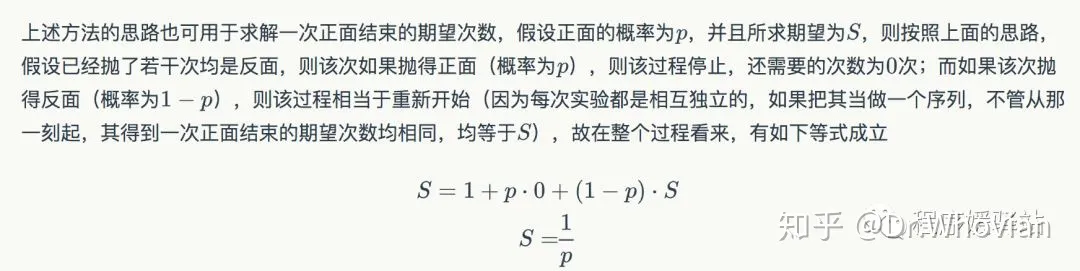 上述方法的思路也可用于求解一次正面结束的期望次数，假设正面的概率为p，并且所求期望为S，则按照上面的思路，
假设已经抛了若干次均是反面，则该次如果抛得正面（概率为p），则该过程停止，还需要的次数为0次；而如果该次抛
得反面（概率为1 − p），则该过程相当于重新开始（因为每次实验都是相互独立的，如果把其当做一个序列，不管从那
一刻起，其得到一次正面结束的期望次数均相同，均等于S），故在整个过程看来，有如下等式成立
S = 1 + p · 0 + (1 − p) · S
S = 1/p
知乎